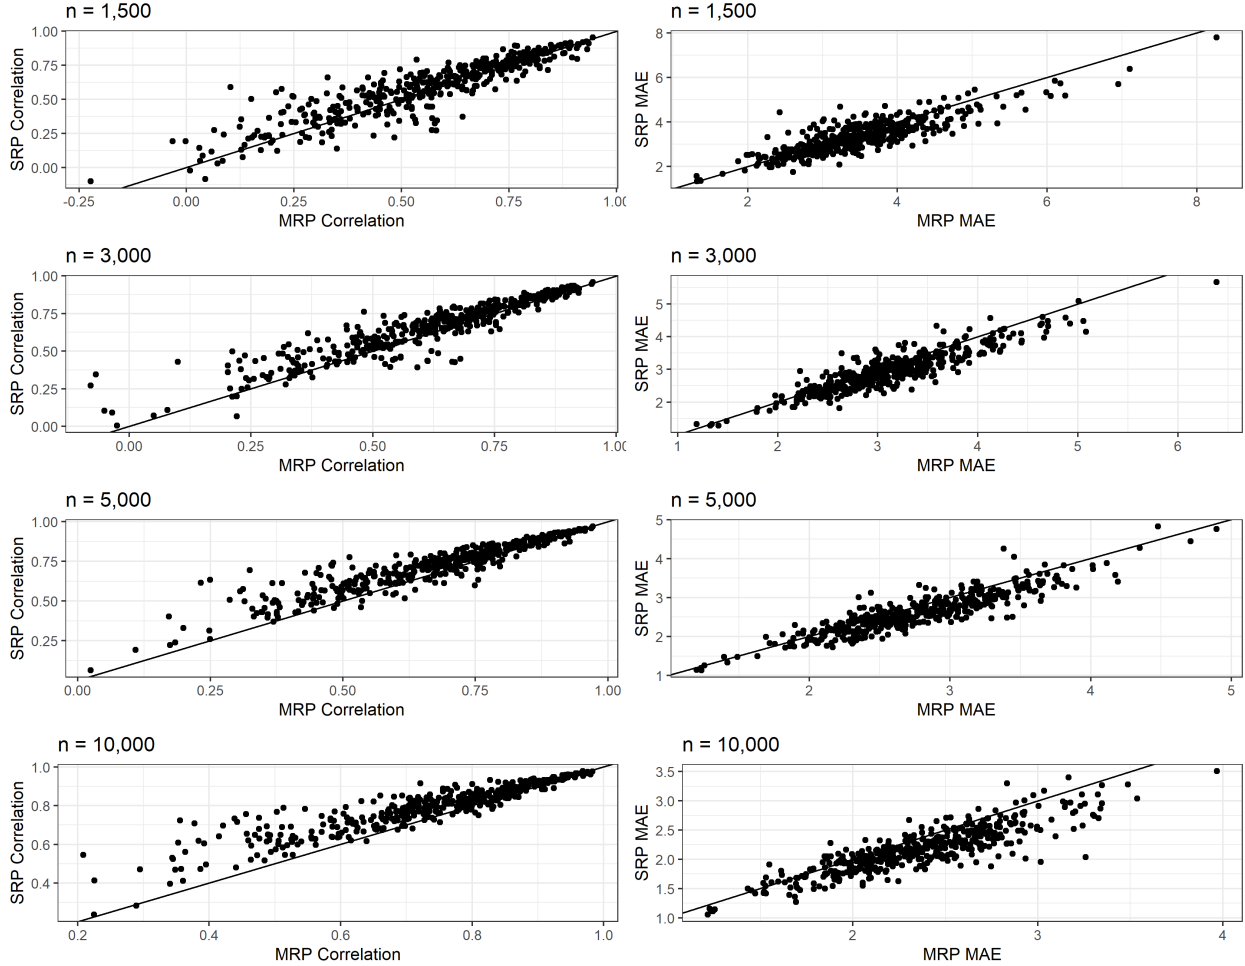 n = 1,500
SRP Correlation
1.00
0.75
0.50
0.25
0.00
-0.25 0.00 0.25 0.50 0.75 1.00
MRP Correlation
n = 1,500
SRP MAE
8
6
4
2
2 4 6 8
MRP MAE
n = 3,000
SRP Correlation
1.00
0.75
0.50
0.25
0.00
0.00 0.25 0.50 0.75 1.00
MRP Correlation
n = 3,000
SRP MAE
5
4
3
2
1 2 3 4 5 6
MRP MAE
n = 5,000
SRP Correlation
1.00
0.75
0.50
0.25
0.00 0.25 0.50 0.75 1.00
MRP Correlation
n = 5,000
SRP MAE
5
4
3
2
1
2 3 4 5
MRP MAE
n = 10,000
SRP Correlation
1.0
0.8
0.6
0.4
0.2 0.4 0.6 0.8 1.0
MRP Correlation
n = 10,000
SRP MAE
3.5
3.0
2.5
2.0
1.5
1.0
2 3 4
MRP MAE